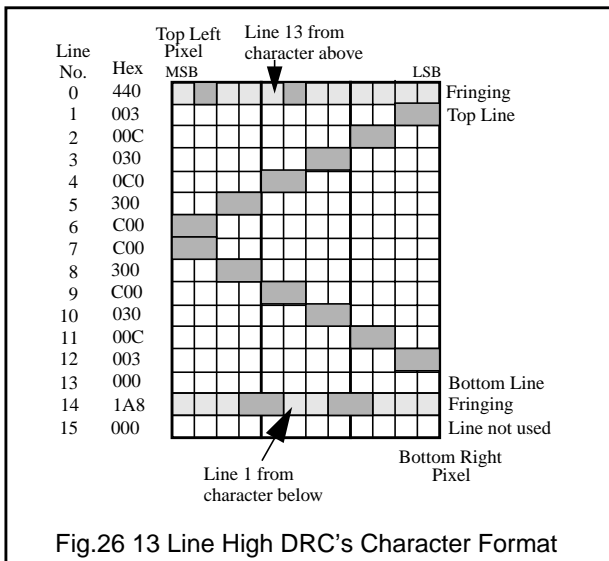 Top Left
Pixel
Line 13 from
character above
Line
No.
Hex
MSB
LSB
0 440 Fringing
1 003 Top Line
2 00C
3 030
4 0C0
5 300
6 C00
7 C00
8 300
9 C00
10 030
11 00C
12 003
13 000 Bottom Line
14 1A8 Fringing
15 000 Line not used
Line 1 from
character below
Bottom Right
Pixel
Fig.26 13 Line High DRC's Character Format